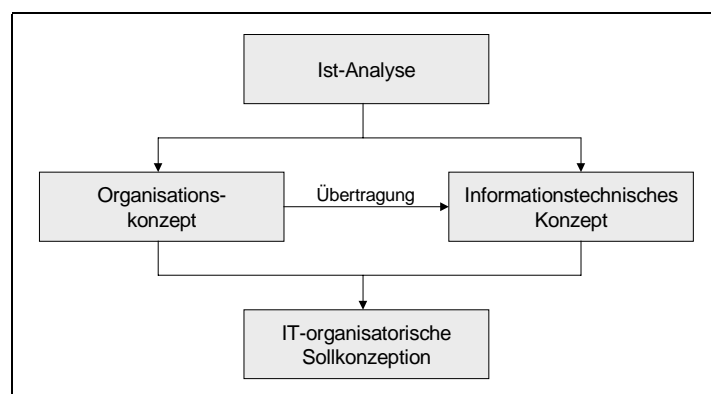 Ist-Analyse
Organisations-
konzept
Übertragung
Informationstechnisches
Konzept
IT-organisatorische
Sollkonzeption